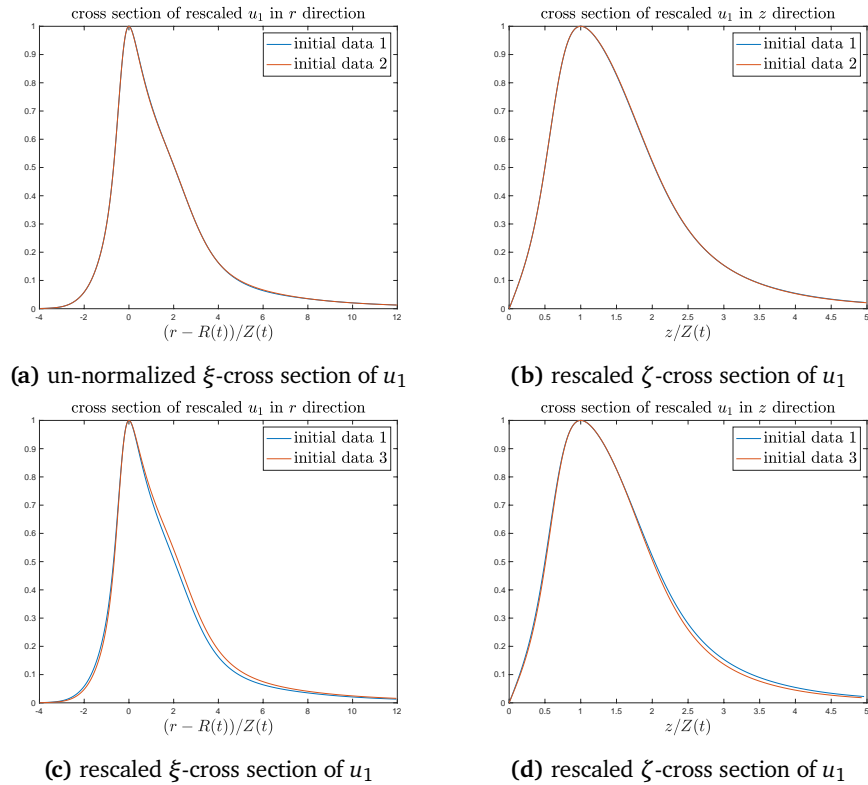 cross section of rescaled u₁ in r direction
initial data 1
initial data 2
1
0.9
0.8
0.7
0.6
0.5
0.4
0.3
0.2
0.1
0
-4 -2 0 2 4 6 8 10 12
(r − R(t))/Z(t)
(a) un-normalized ξ-cross section of u₁
cross section of rescaled u₁ in z direction
initial data 1
initial data 2
1
0.9
0.8
0.7
0.6
0.5
0.4
0.3
0.2
0.1
0
0 0.5 1 1.5 2 2.5 3 3.5 4 4.5 5
z/Z(t)
(b) rescaled ζ-cross section of u₁
cross section of rescaled u₁ in r direction
initial data 1
initial data 3
1
0.9
0.8
0.7
0.6
0.5
0.4
0.3
0.2
0.1
0
-4 -2 0 2 4 6 8 10 12
(r − R(t))/Z(t)
(c) rescaled ξ-cross section of u₁
cross section of rescaled u₁ in z direction
initial data 1
initial data 3
1
0.9
0.8
0.7
0.6
0.5
0.4
0.3
0.2
0.1
0
0 0.5 1 1.5 2 2.5 3 3.5 4 4.5 5
z/Z(t)
(d) rescaled ζ-cross section of u₁